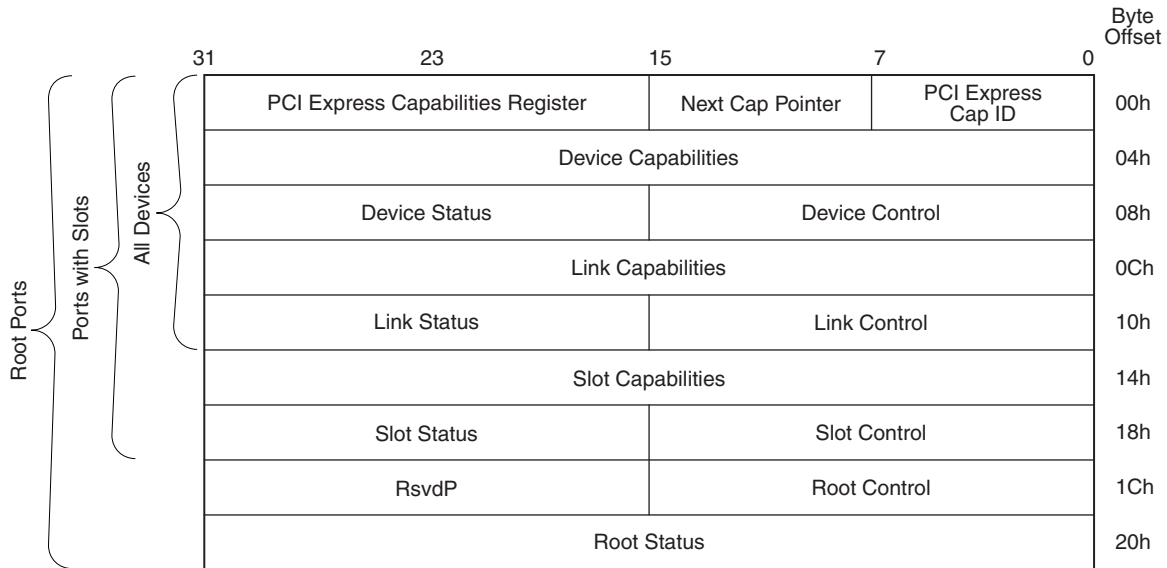 Byte
Offset
31 23 15 7 0
PCI Express Capabilities Register Next Cap Pointer PCI Express
Cap ID 00h
Device Capabilities 04h
Device Status Device Control 08h
Link Capabilities 0Ch
Link Status Link Control 10h
Slot Capabilities 14h
Slot Status Slot Control 18h
RsvdP Root Control 1Ch
Root Status 20h
Root Ports
Ports with Slots
All Devices